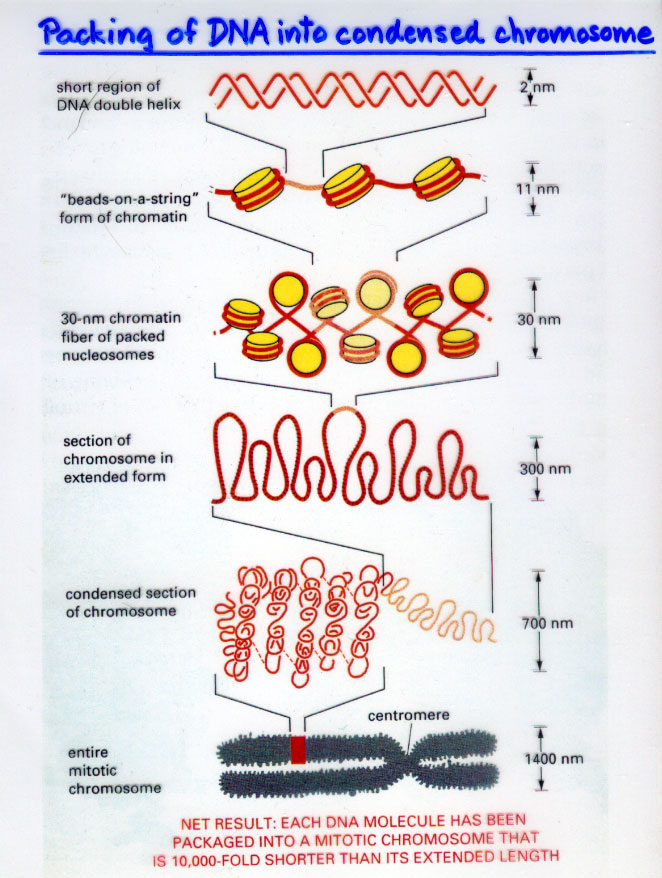 Packing of DNA into condensed chromosome
short region of
DNA double helix
2 nm
"beads-on-a-string"
form of chromatin
11 nm
30-nm chromatin
fiber of packed
nucleosomes
30 nm
section of
chromosome in
extended form
300 nm
condensed section
of chromosome
700 nm
centromere
entire
mitotic
chromosome
1400 nm
NET RESULT: EACH DNA MOLECULE HAS BEEN
PACKAGED INTO A MITOTIC CHROMOSOME THAT
IS 10,000-FOLD SHORTER THAN ITS EXTENDED LENGTH